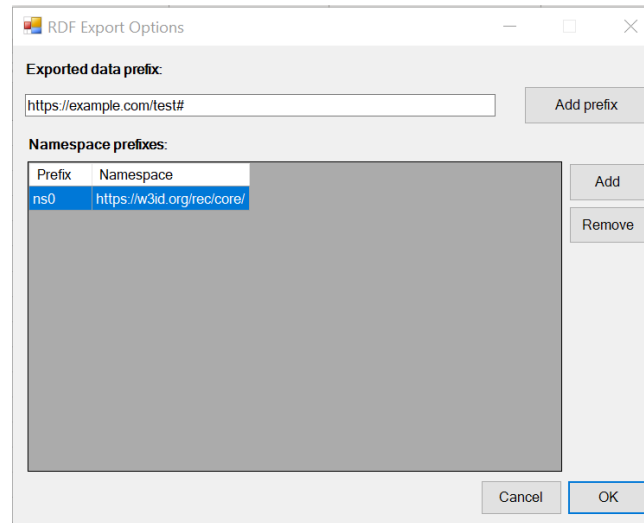 RDF Export Options
Exported data prefix:
https://example.com/test#
Add prefix
Namespace prefixes:
Prefix Namespace
ns0 https://w3id.org/rec/core/
Add
Remove
Cancel OK